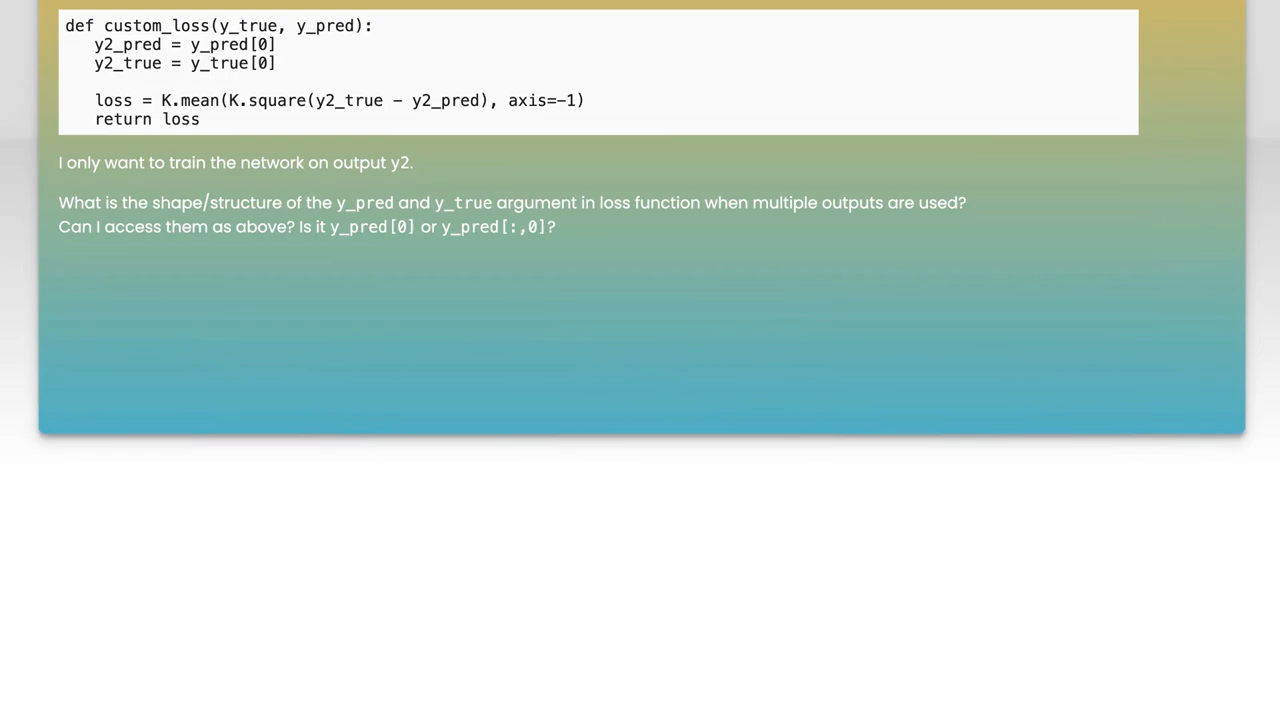 def custom_loss(y_true, y_pred):
   y2_pred = y_pred[0]
   y2_true = y_true[0]

   loss = K.mean(K.square(y2_true - y2_pred), axis=-1)
   return loss
I only want to train the network on output y2.
What is the shape/structure of the y_pred and y_true argument in loss function when multiple outputs are used?
Can I access them as above? Is it y_pred[0] or y_pred[:,0]?